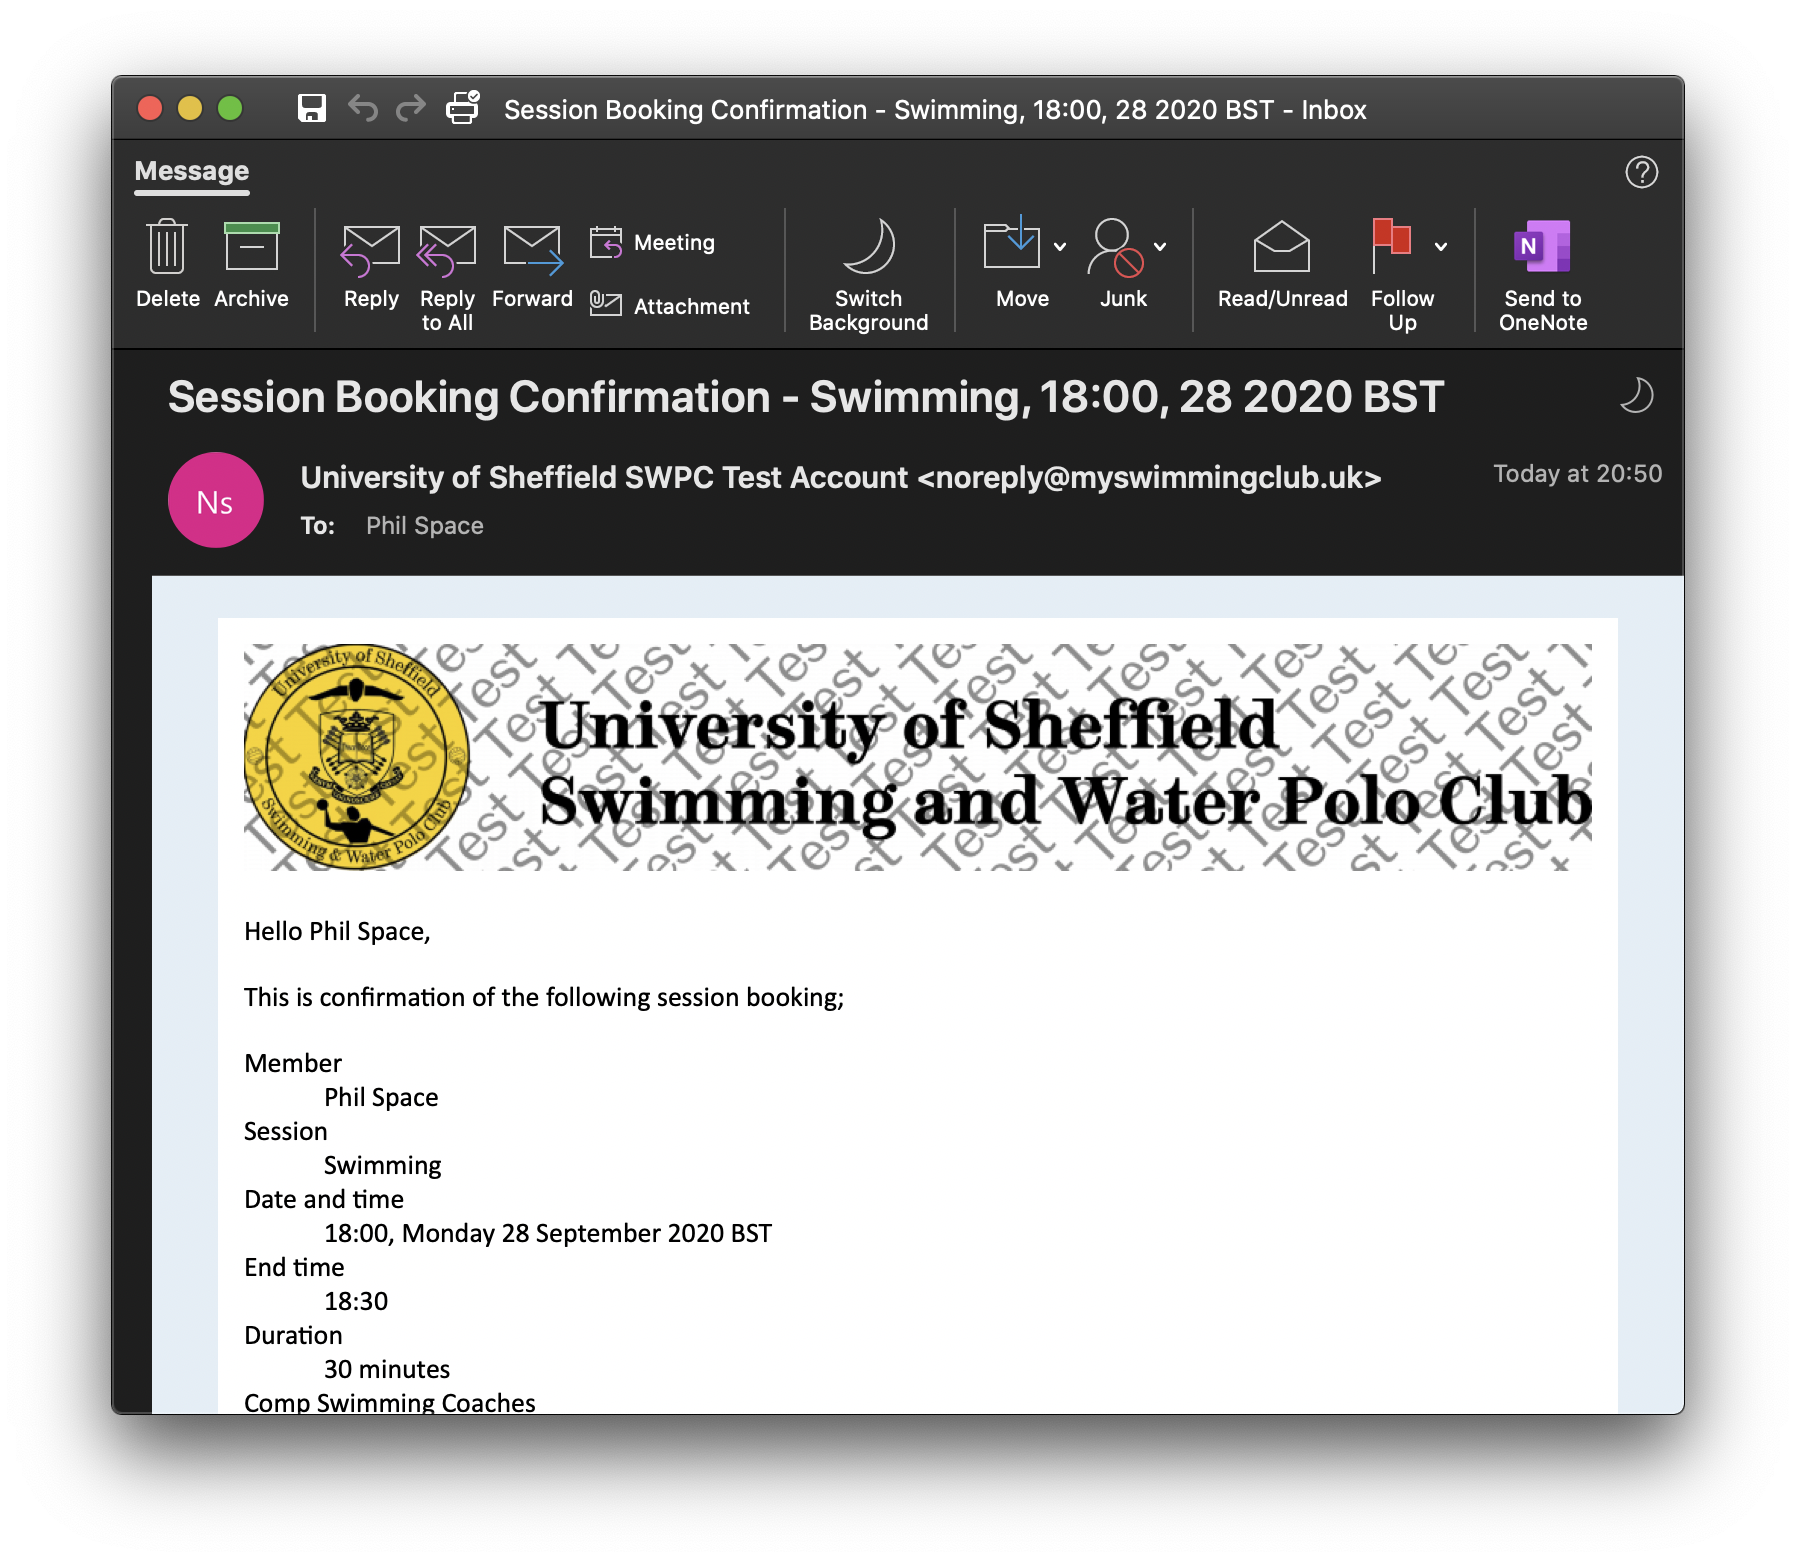 Session Booking Confirmation - Swimming, 18:00, 28 2020 BST - Inbox
Message
Delete
Archive
Reply
Reply to All
Forward
Meeting
Attachment
Switch Background
Move
Junk
Read/Unread
Follow Up
N
Send to OneNote
Session Booking Confirmation - Swimming, 18:00, 28 2020 BST
Ns
University of Sheffield SWPC Test Account <noreply@myswimmingclub.uk>
Today at 20:50
To: Phil Space
University of Sheffield
Swimming & Water Polo Club
University of Sheffield
Swimming and Water Polo Club
Test Test Test Test Test Test
Hello Phil Space,
This is confirmation of the following session booking;
Member
Phil Space
Session
Swimming
Date and time
18:00, Monday 28 September 2020 BST
End time
18:30
Duration
30 minutes
Comp Swimming Coaches